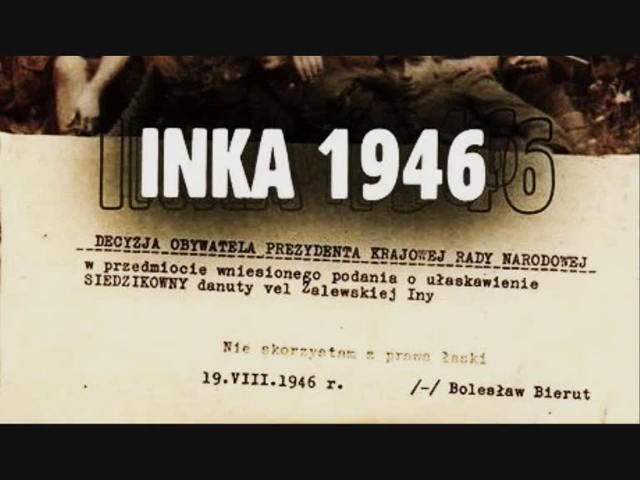 INKA 1946
DECYZJA OBYWATELA PREZYDENTA KRAJOWEJ RADY NARODOWEJ
w przedmiocie wniesionego podania o ułaskawienie
SIEDZIKOWNY danuty vel Zalewskiej Iny
Nie skorzystam z prawa łaski
19.VIII.1946 r. /-/ Bolesław Bierut